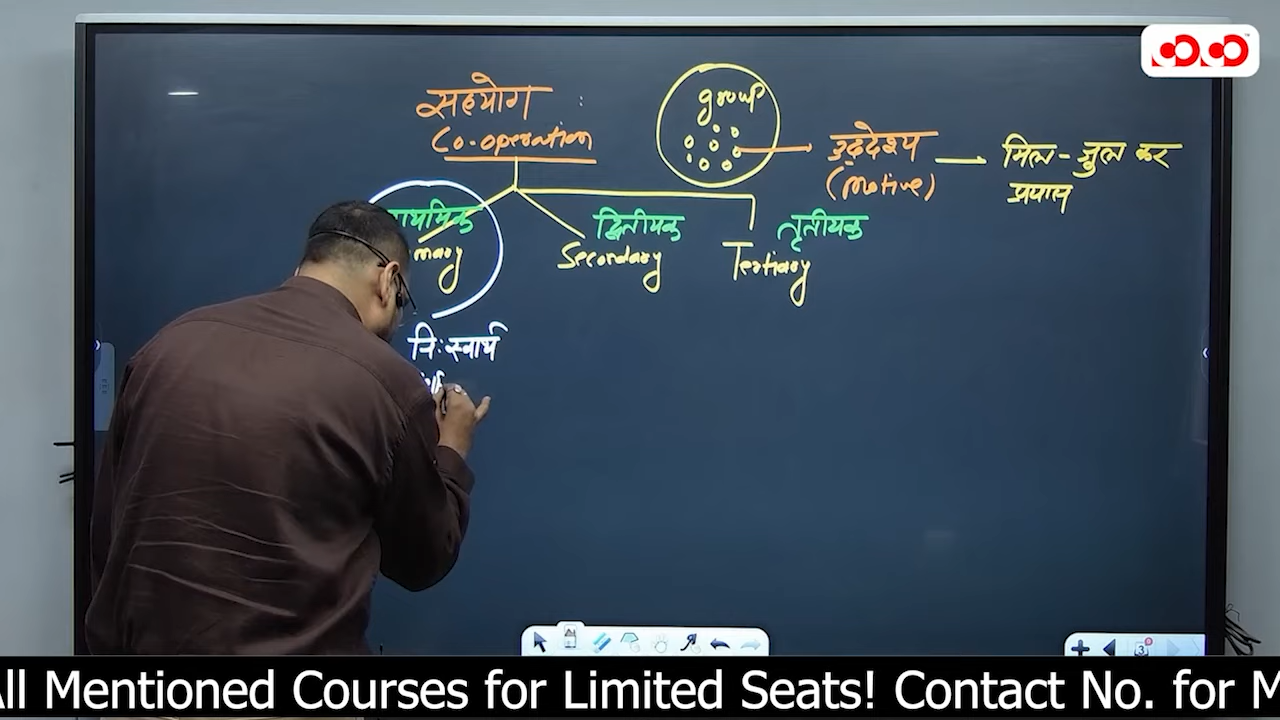 सहयोग
Co-operation
group
उद्देश्य
(Motive)
मिल-जुल कर
प्रयास
द्वितीयक
Secondary
तृतीयक
Tertiary
निःस्वार्थ
All Mentioned Courses for Limited Seats! Contact No. for M